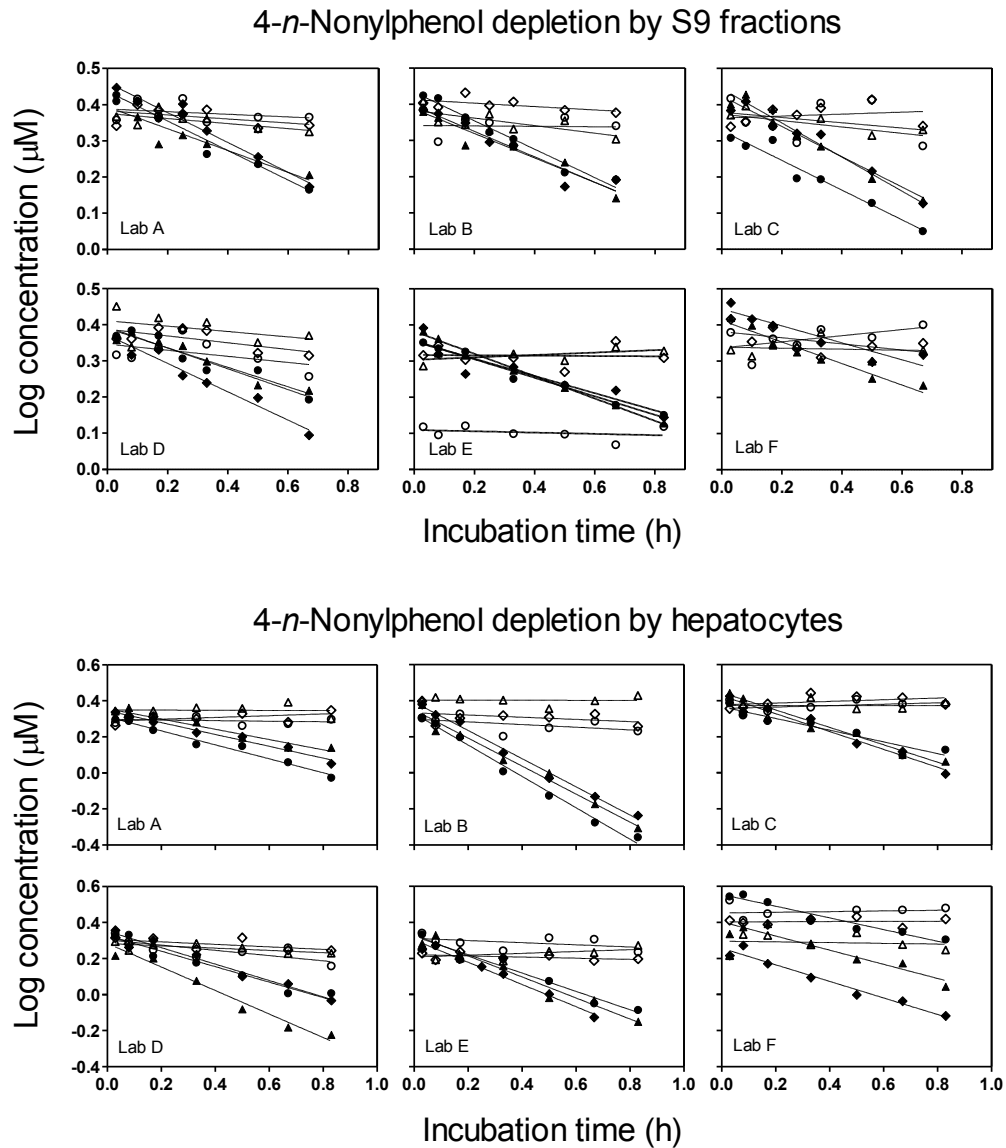 4-n-Nonylphenol depletion by S9 fractions
Log concentration (µM)
0.5
0.4
0.3
0.2
0.1
0.0
Lab A
Lab B
Lab C
0.5
0.4
0.3
0.2
0.1
0.0
Lab D
Lab E
Lab F
0.0 0.2 0.4 0.6 0.8 0.0 0.2 0.4 0.6 0.8 0.0 0.2 0.4 0.6 0.8
Incubation time (h)
4-n-Nonylphenol depletion by hepatocytes
Log concentration (µM)
0.6
0.4
0.2
0.0
-0.4
Lab A
Lab B
Lab C
0.6
0.4
0.2
0.0
-0.2
-0.4
Lab D
Lab E
Lab F
0.0 0.2 0.4 0.6 0.8 1.0 0.0 0.2 0.4 0.6 0.8 1.0 0.0 0.2 0.4 0.6 0.8 1.0
Incubation time (h)